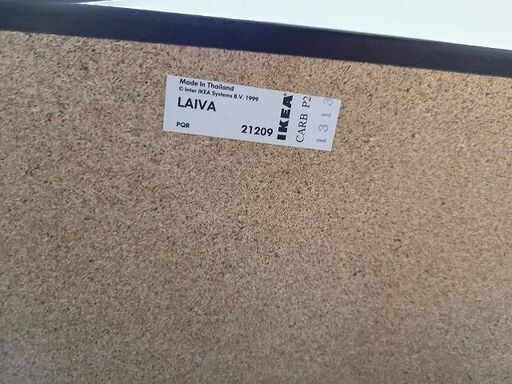 Made In Thailand
© Inter IKEA Systems B.V. 1999
LAIVA
PQR 21209
IKEA
CARB P2
1313